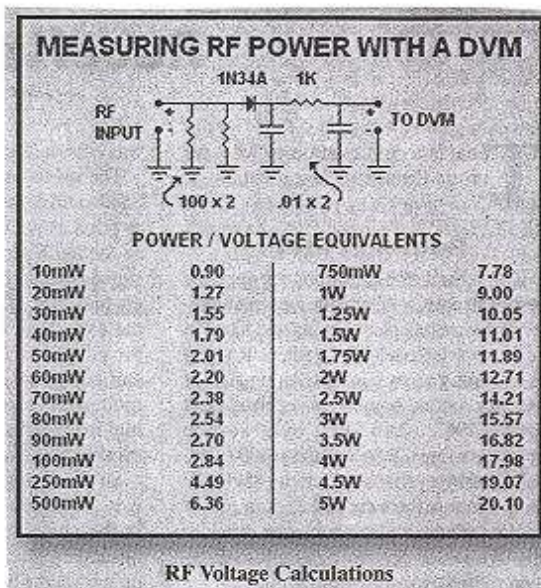 MEASURING RF POWER WITH A DVM
1N34A 1K
RF INPUT
+
-
+
-
TO DVM
100 x 2 .01 x 2
POWER / VOLTAGE EQUIVALENTS
10mW 0.90 750mW 7.78
20mW 1.27 1W 9.00
30mW 1.55 1.25W 10.05
40mW 1.79 1.5W 11.01
50mW 2.01 1.75W 11.89
60mW 2.20 2W 12.71
70mW 2.38 2.5W 14.21
80mW 2.54 3W 15.57
90mW 2.70 3.5W 16.82
100mW 2.84 4W 17.98
250mW 4.49 4.5W 19.07
500mW 6.36 5W 20.10
RF Voltage Calculations